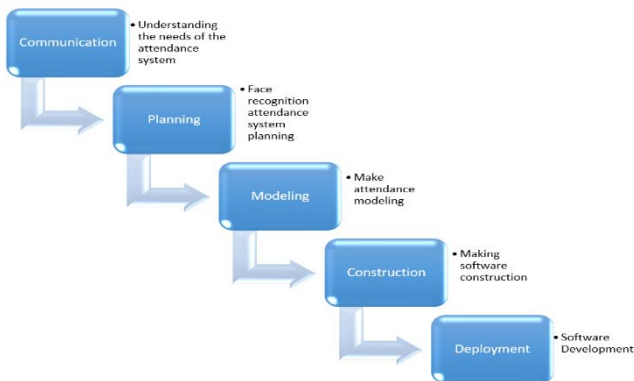 Communication
• Understanding
the needs of the
attendance
system
Planning
• Face
recognition
attendance
system
planning
Modeling
• Make
attendance
modeling
Construction
• Making
software
construction
Deployment
• Software
Development